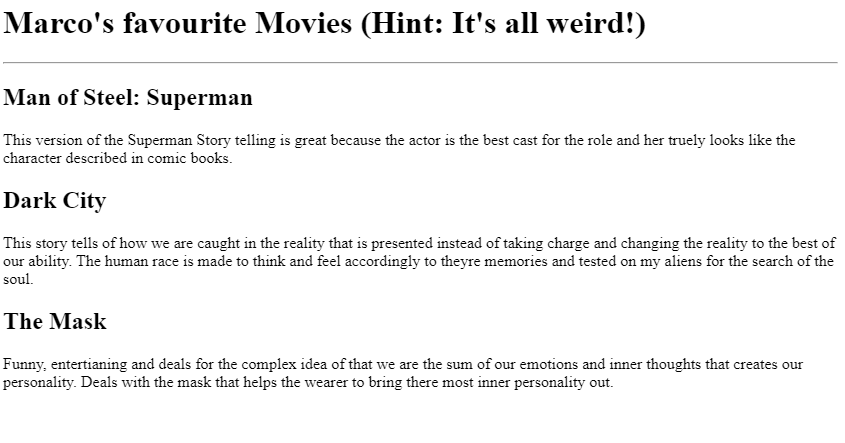 Marco's favourite Movies (Hint: It's all weird!)
Man of Steel: Superman
This version of the Superman Story telling is great because the actor is the best cast for the role and her truely looks like the
character described in comic books.
Dark City
This story tells of how we are caught in the reality that is presented instead of taking charge and changing the reality to the best of
our ability. The human race is made to think and feel accordingly to theyre memories and tested on my aliens for the search of the
soul.
The Mask
Funny, entertianing and deals for the complex idea of that we are the sum of our emotions and inner thoughts that creates our
personality. Deals with the mask that helps the wearer to bring there most inner personality out.